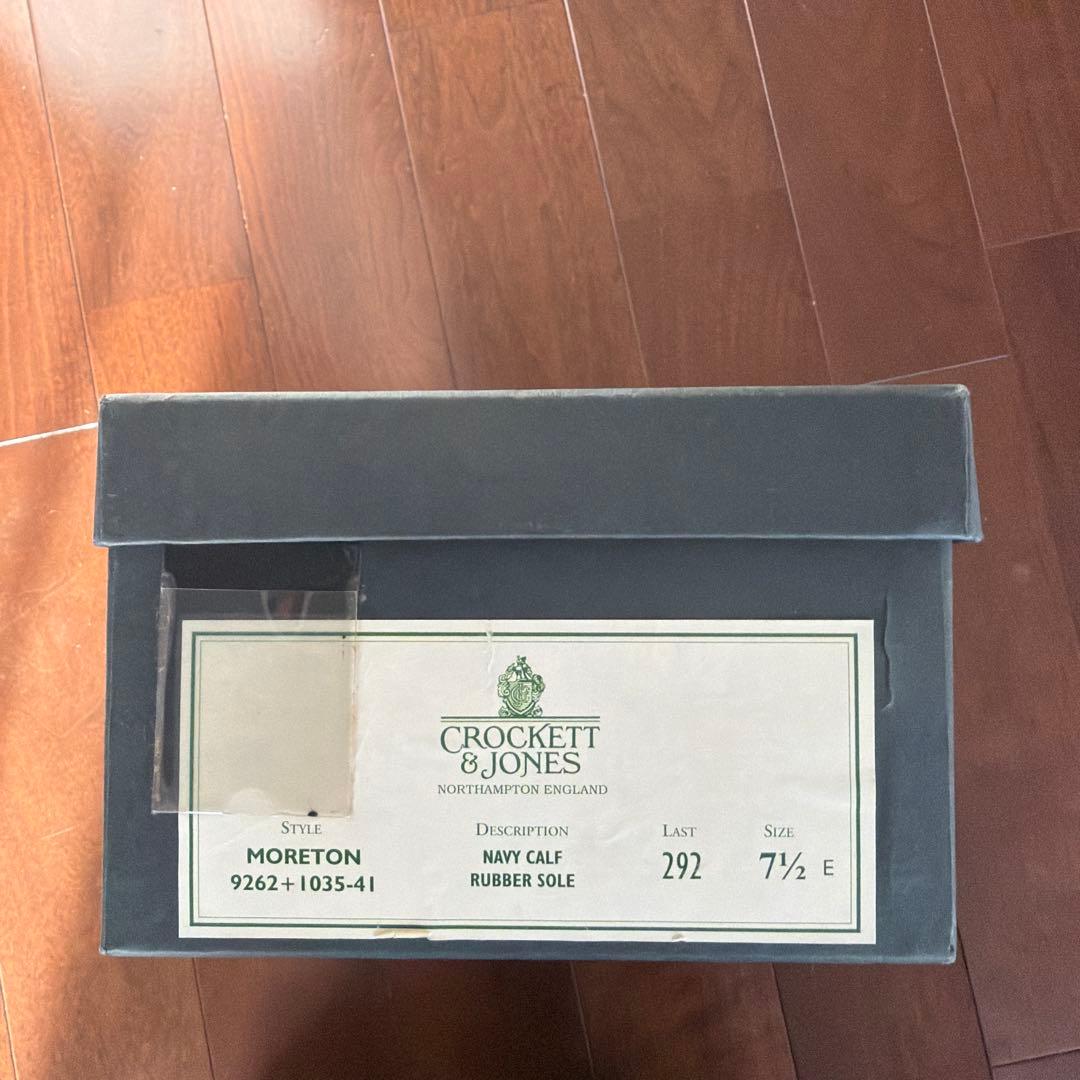 CROCKETT
& JONES
NORTHAMPTON ENGLAND
STYLE DESCRIPTION LAST SIZE
MORETON NAVY CALF 292 7½ E
9262+1035-41 RUBBER SOLE